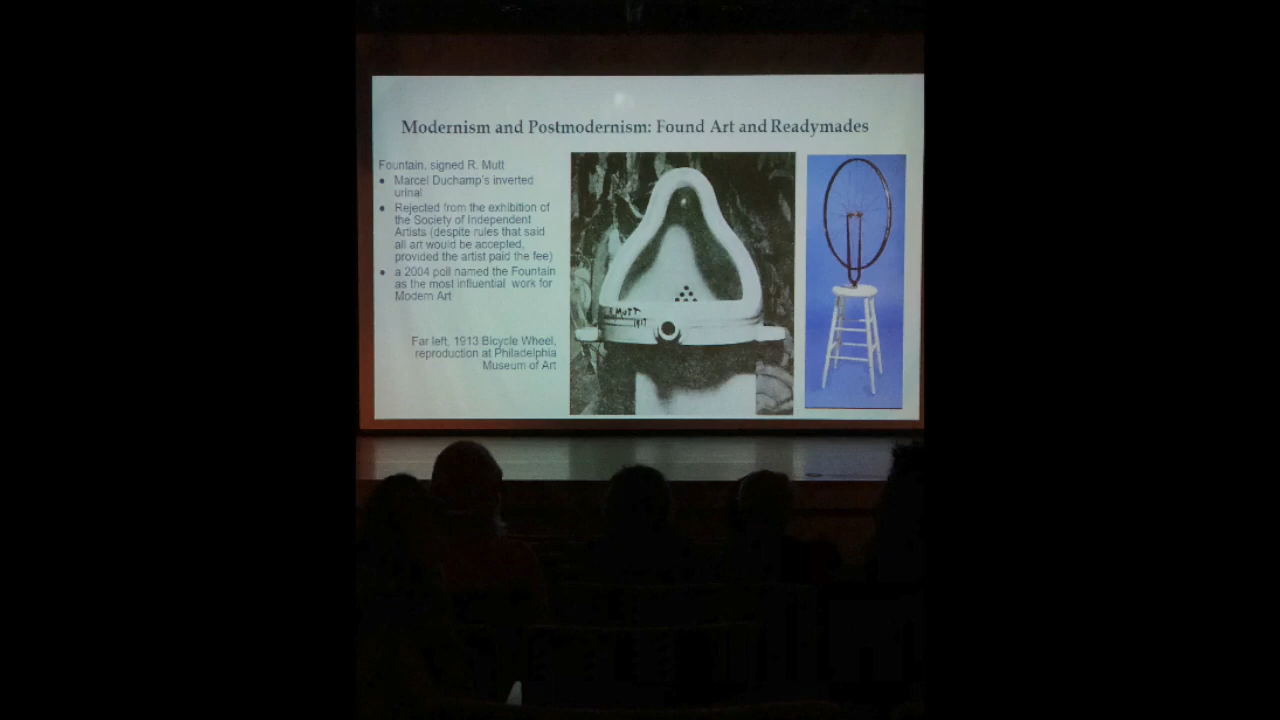 Modernism and Postmodernism: Found Art and Readymades
Fountain, signed R. Mutt
● Marcel Duchamp's inverted
urinal
● Rejected from the exhibition of
the Society of Independent
Artists (despite rules that said
all art would be accepted,
provided the artist paid the fee)
● a 2004 poll named the Fountain
as the most influential work for
Modern Art
Far left, 1913 Bicycle Wheel,
reproduction at Philadelphia
Museum of Art
R. MUTT
1917